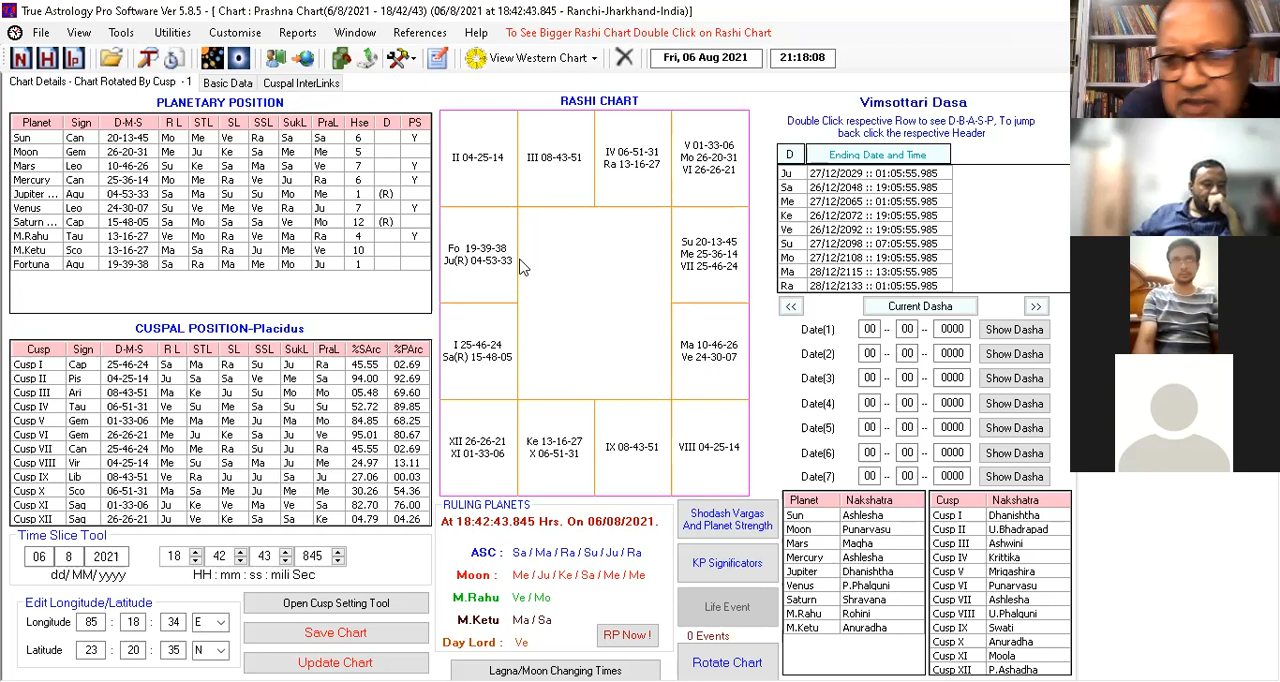 True Astrology Pro Software Ver 5.8.5 - [ Chart : Prashna Chart(6/8/2021 - 18/42/43) (06/8/2021 at 18:42:43.845 - Ranchi-Jharkhand-India)]
File View Tools Utilities Customise Reports Window References Help To See Bigger Rashi Chart Double Click on Rashi Chart
N H Ip View Western Chart Fri, 06 Aug 2021 21:18:08
Chart Details - Chart Rotated By Cusp - 1 Basic Data Cuspal InterLinks
PLANETARY POSITION
Planet Sign D-M-S R L STL SL SSL SukL PraL Hse D PS
Sun Can 20-13-45 Mo Me Ve Ra Sa Sa 6 Y
Moon Gem 26-20-31 Me Ju Ke Sa Me Me 5
Mars Leo 10-46-26 Su Ke Sa Ma Sa Ve 7 Y
Mercury Can 25-36-14 Mo Me Ra Ve Ju Ra 6 Y
Jupiter ... Aqu 04-53-33 Sa Ma Su Su Mo Me 1 (R)
Venus Leo 24-30-07 Su Ve Me Sa Ra Ju 7 Y
Saturn ... Cap 15-48-05 Sa Mo Sa Sa Ve Mo 12 (R)
M.Rahu Tau 13-16-27 Ve Mo Ra Ve Ma Ra 4 Y
M.Ketu Sco 13-16-27 Ma Sa Ra Ju Me Ve 10
Fortuna Aqu 19-39-38 Sa Ra Ma Mo Mo Ju 1
CUSPAL POSITION-Placidus
Cusp Sign D-M-S R L STL SL SSL SukL PraL %SArc %PArc
Cusp I Cap 25-46-24 Sa Ma Ra Su Ju Ra 45.55 02.69
Cusp II Pis 04-25-14 Ju Sa Sa Ve Me Sa 94.00 92.69
Cusp III Ari 08-43-51 Ma Ke Ju Su Mo Mo 05.48 69.60
Cusp IV Tau 06-51-31 Ve Su Me Sa Su Su 52.72 89.85
Cusp V Gem 01-33-06 Me Ma Ju Su Ra Mo 84.85 68.25
Cusp VI Gem 26-26-21 Me Ju Ke Sa Ju Ve 95.01 80.67
Cusp VII Can 25-46-24 Mo Me Ra Su Ju Ra 45.55 02.69
Cusp VIII Vir 04-25-14 Me Su Sa Ma Ju Me 24.97 13.11
Cusp IX Lib 08-43-51 Ve Ra Ju Ju Sa Ju 27.06 00.03
Cusp X Sco 06-51-31 Ma Sa Me Ju Me Me 30.26 54.36
Cusp XI Sag 01-33-06 Ju Ke Ve Su Ma Ve 82.70 76.00
Cusp XII Sag 26-26-21 Ju Ve Ke Sa Sa Me 04.79 04.26
Time Slice Tool
06 8 2021 18 42 43 845
dd/ MM/ yyyy HH : mm : ss : mili Sec
Edit Longitude/Latitude
Longitude 85 : 18 : 34 E
Latitude 23 : 20 : 35 N
Open Cusp Setting Tool
Save Chart
Update Chart
RASHI CHART
II 04-25-14
III 08-43-51
IV 06-51-31
Ra 13-16-27
V 01-33-06
Mo 26-20-31
VI 26-26-21
Fo 19-39-38
Ju(R) 04-53-33
Su 20-13-45
Me 25-36-14
VII 25-46-24
I 25-46-24
Sa(R) 15-48-05
Ma 10-46-26
Ve 24-30-07
XII 26-26-21
XI 01-33-06
Ke 13-16-27
X 06-51-31
IX 08-43-51
VIII 04-25-14
RULING PLANETS
At 18:42:43.845 Hrs. On 06/08/2021.
ASC : Sa / Ma / Ra / Su / Ju / Ra
Moon : Me / Ju / Ke / Sa / Me / Me
M.Rahu : Ve / Mo
M.Ketu : Ma / Sa
Day Lord : Ve
RP Now !
Lagna/Moon Changing Times
Shodash Vargas
And Planet Strength
KP Significators
Life Event
0 Events
Rotate Chart
Vimsottari Dasa
Double Click respective Row to see D-B-A-S-P, To jump
back click the respective Header
D Ending Date and Time
Ju 27/12/2029 :: 01:05:55.985
Sa 26/12/2048 :: 19:05:55.985
Me 27/12/2065 :: 01:05:55.985
Ke 26/12/2072 :: 19:05:55.985
Ve 26/12/2092 :: 19:05:55.985
Su 27/12/2098 :: 07:05:55.985
Mo 27/12/2108 :: 19:05:55.985
Ma 28/12/2115 :: 13:05:55.985
Ra 28/12/2133 :: 01:05:55.985
<< Current Dasha >>
Date(1) 00 -- 00 -- 0000 Show Dasha
Date(2) 00 -- 00 -- 0000 Show Dasha
Date(3) 00 -- 00 -- 0000 Show Dasha
Date(4) 00 -- 00 -- 0000 Show Dasha
Date(5) 00 -- 00 -- 0000 Show Dasha
Date(6) 00 -- 00 -- 0000 Show Dasha
Date(7) 00 -- 00 -- 0000 Show Dasha
Planet Nakshatra
Sun Ashlesha
Moon Punarvasu
Mars Magha
Mercury Ashlesha
Jupiter Dhanishtha
Venus P.Phalguni
Saturn Shravana
M.Rahu Rohini
M.Ketu Anuradha
Cusp Nakshatra
Cusp I Dhanishtha
Cusp II U.Bhadrapad
Cusp III Ashwini
Cusp IV Krittika
Cusp V Mrigashira
Cusp VI Punarvasu
Cusp VII Ashlesha
Cusp VIII U.Phalguni
Cusp IX Swati
Cusp X Anuradha
Cusp XI Moola
Cusp XII P.Ashadha